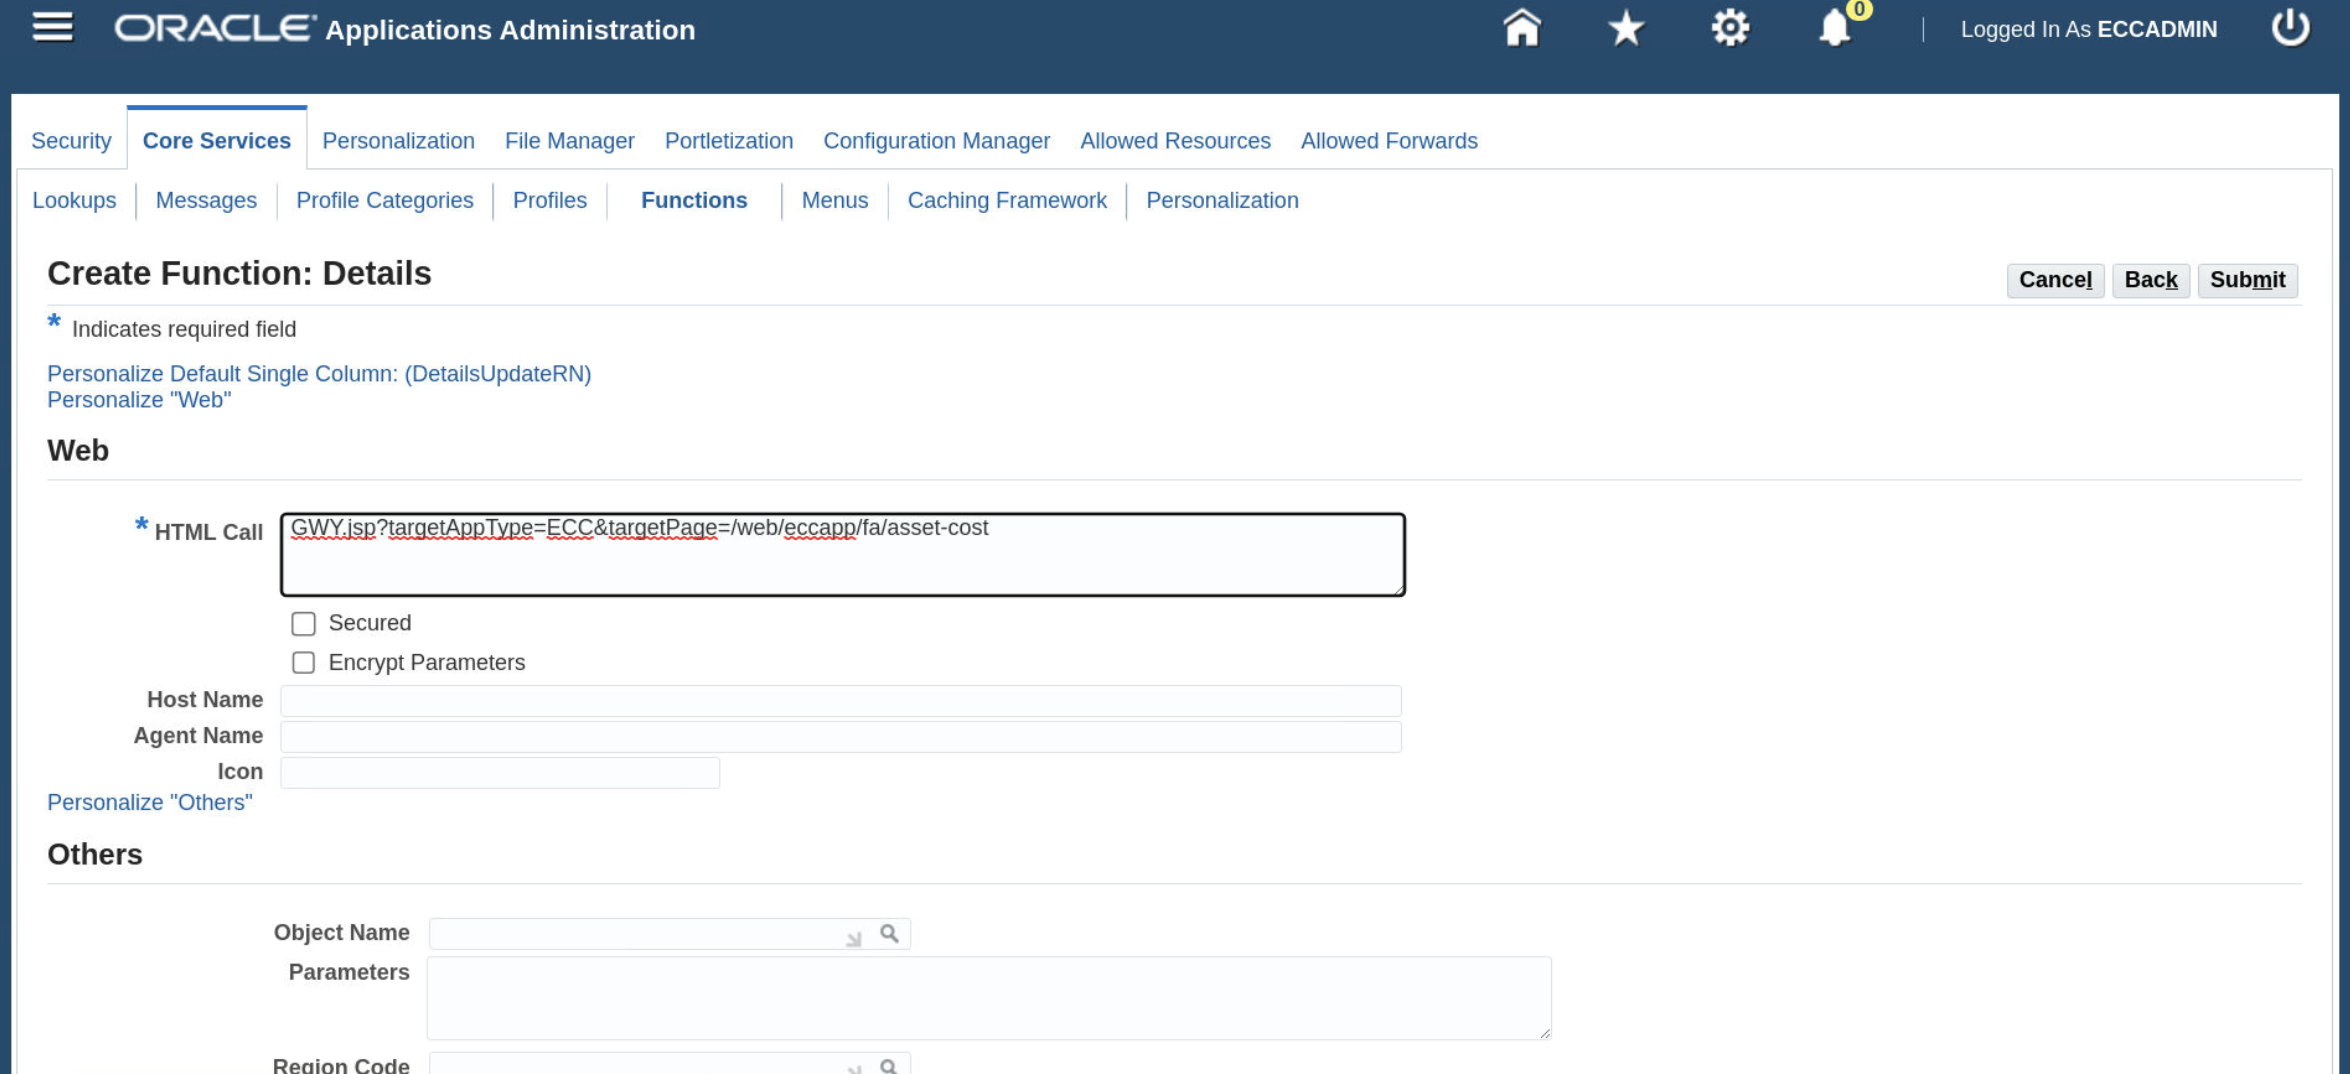 ORACLE Applications Administration
0
Logged In As ECCADMIN
Security Core Services Personalization File Manager Portletization Configuration Manager Allowed Resources Allowed Forwards
Lookups Messages Profile Categories Profiles Functions Menus Caching Framework Personalization
Create Function: Details
Cancel Back Submit
* Indicates required field
Personalize Default Single Column: (DetailsUpdateRN)
Personalize "Web"
Web
* HTML Call GWY.jsp?targetAppType=ECC&targetPage=/web/eccapp/fa/asset-cost
Secured
Encrypt Parameters
Host Name
Agent Name
Icon
Personalize "Others"
Others
Object Name
Parameters
Region Code